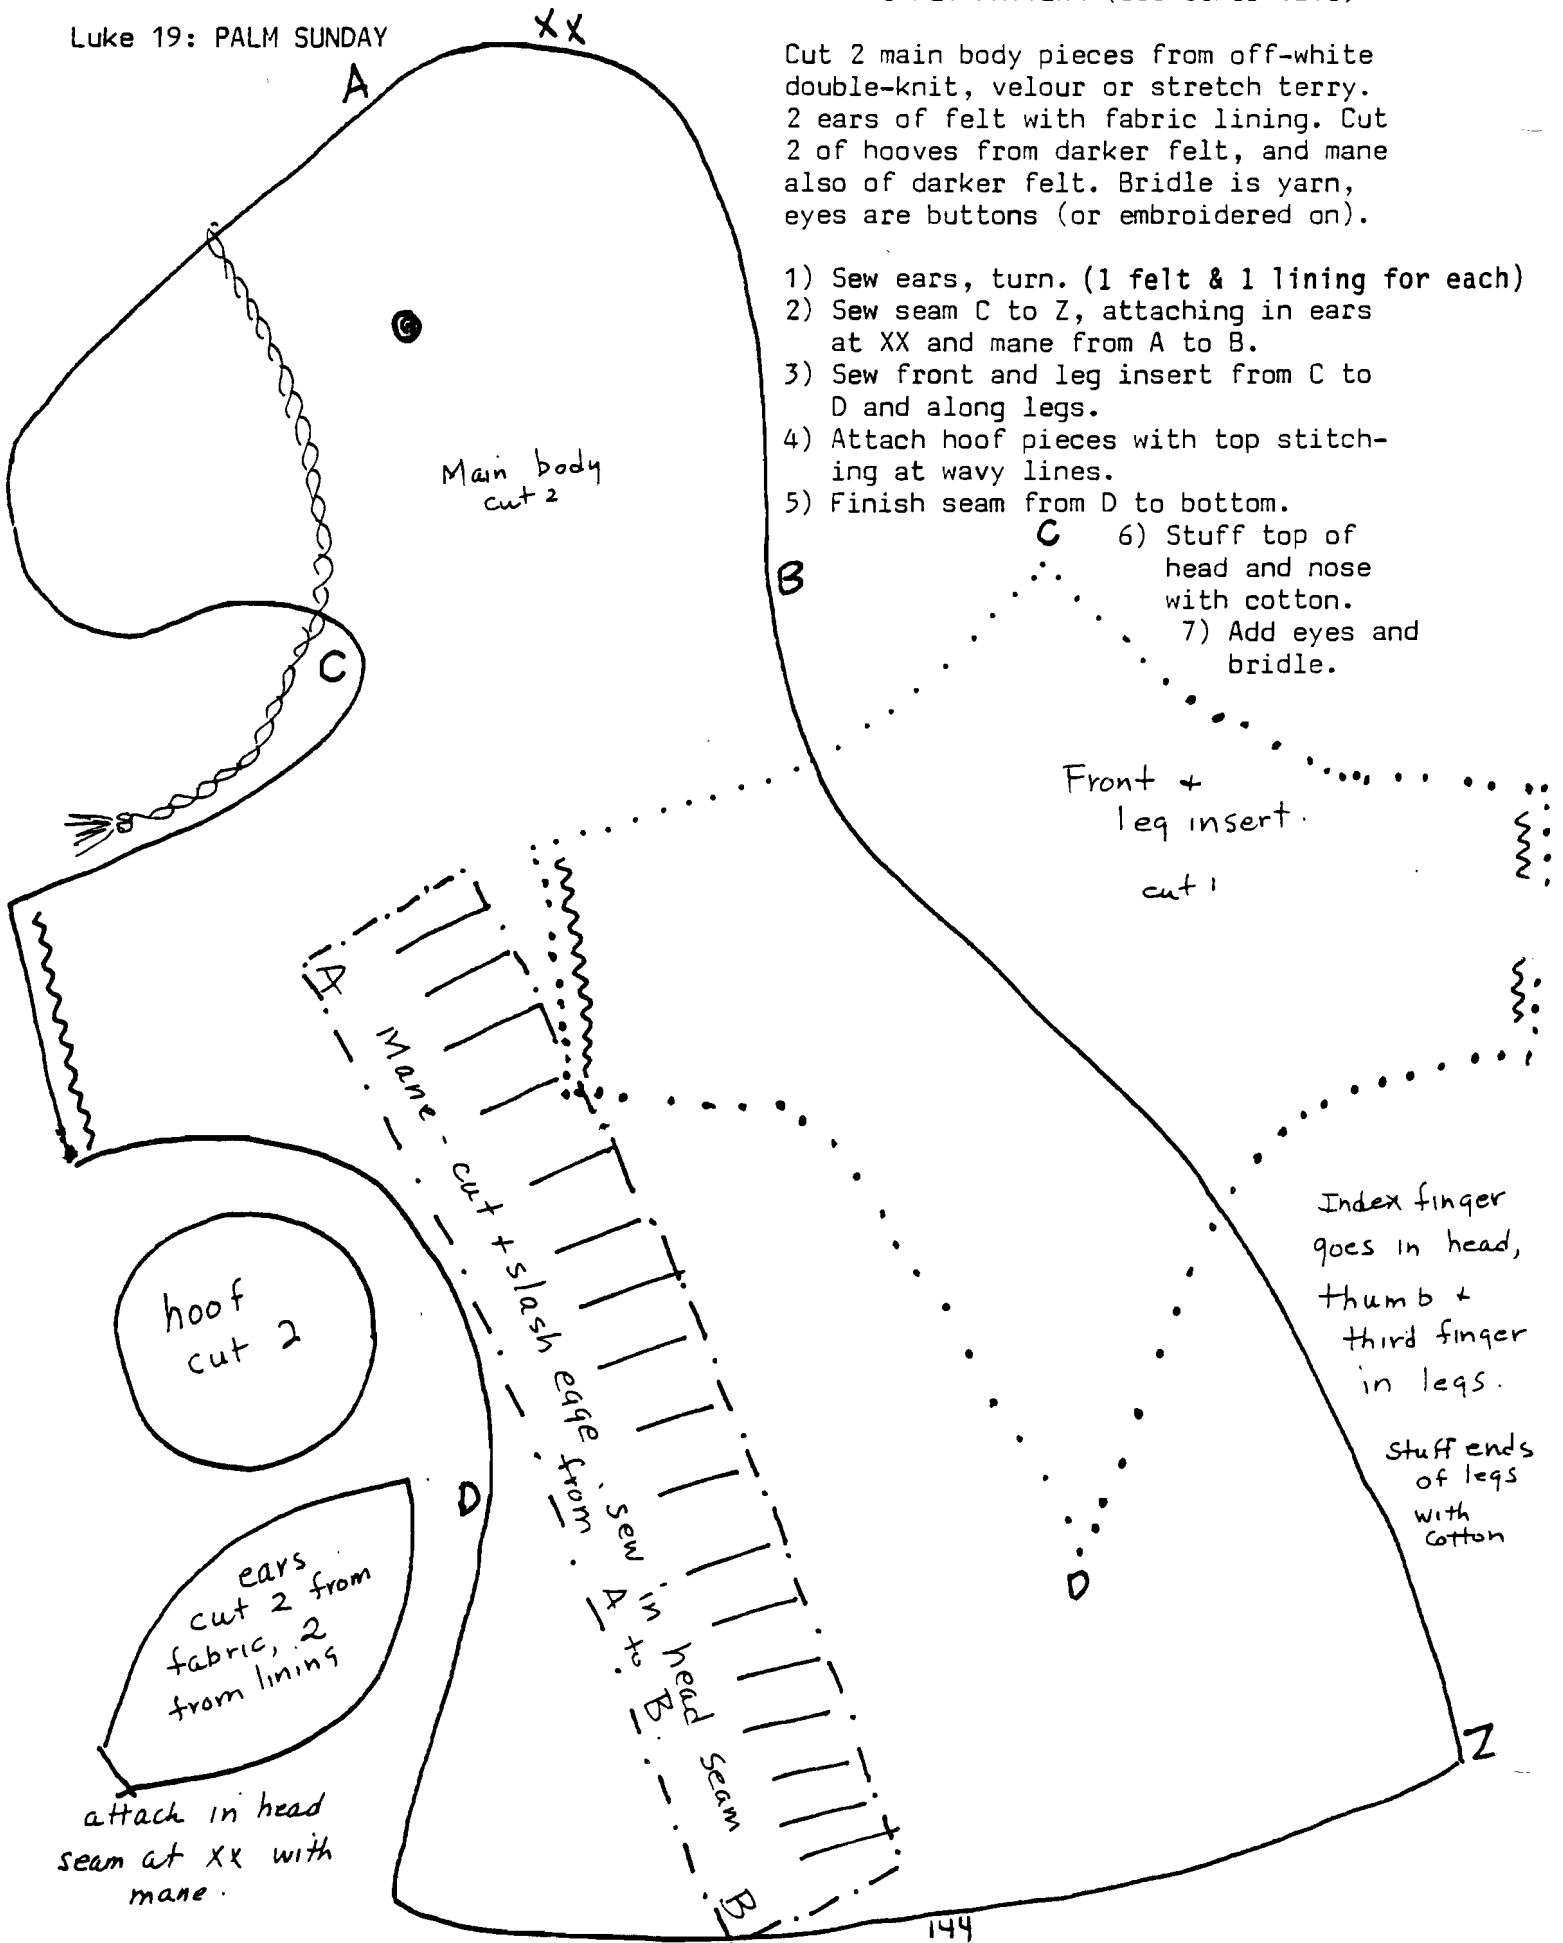 Luke 19: PALM SUNDAY
XX
A
Cut 2 main body pieces from off-white
double-knit, velour or stretch terry.
2 ears of felt with fabric lining. Cut
2 of hooves from darker felt, and mane
also of darker felt. Bridle is yarn,
eyes are buttons (or embroidered on).
1) Sew ears, turn. (1 felt & 1 lining for each)
2) Sew seam C to Z, attaching in ears
at XX and mane from A to B.
3) Sew front and leg insert from C to
D and along legs.
4) Attach hoof pieces with top stitch-
ing at wavy lines.
5) Finish seam from D to bottom.
6) Stuff top of
head and nose
with cotton.
7) Add eyes and
bridle.
Main body
cut 2
B
C
C
Front +
leg insert.
cut 1
A
Mane - cut + slash egge, sew in head seam
from A to B.
B
hoof
cut 2
D
ears
cut 2 from
fabric, 2
from lining
attach in head
seam at XX with
mane.
D
Index finger
goes in head,
thumb +
third finger
in legs.
Stuff ends
of legs
with
cotton
Z
144